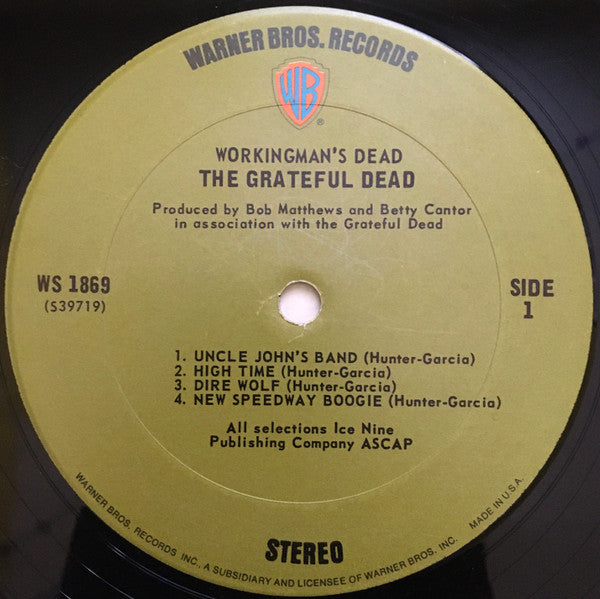 WARNER BROS. RECORDS
WB
®
WORKINGMAN'S DEAD
THE GRATEFUL DEAD
Produced by Bob Matthews and Betty Cantor
in association with the Grateful Dead
WS 1869
(S39719)
SIDE
1
1. UNCLE JOHN'S BAND (Hunter-Garcia)
2. HIGH TIME (Hunter-Garcia)
3. DIRE WOLF (Hunter-Garcia)
4. NEW SPEEDWAY BOOGIE (Hunter-Garcia)
All selections Ice Nine
Publishing Company ASCAP
STEREO
WARNER BROS. RECORDS INC., A SUBSIDIARY AND LICENSEE OF WARNER BROS. INC. MADE IN U.S.A.